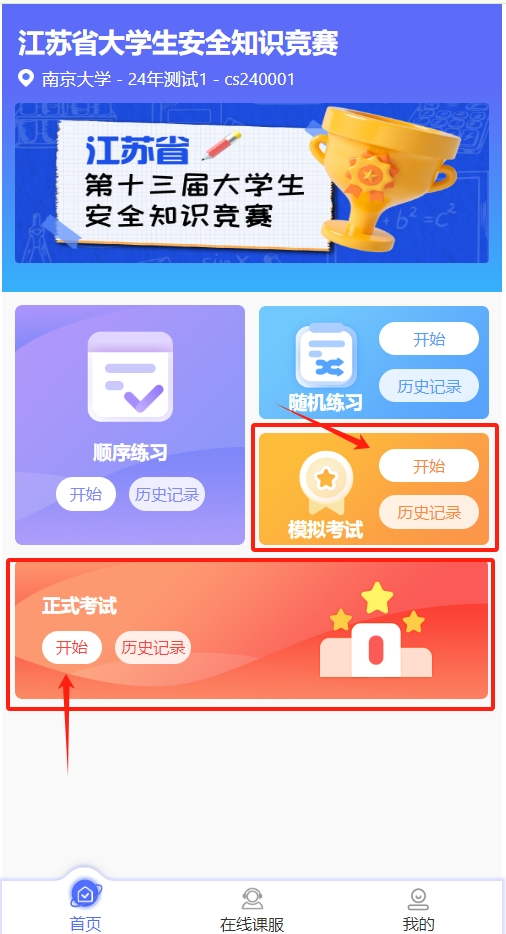 江苏省大学生安全知识竞赛
南京大学 - 24年测试1 - cs240001
江苏省
第十三届大学生
安全知识竞赛
顺序练习
开始 历史记录
随机练习
开始
历史记录
模拟考试
开始
历史记录
正式考试
开始 历史记录
首页 在线课服 我的